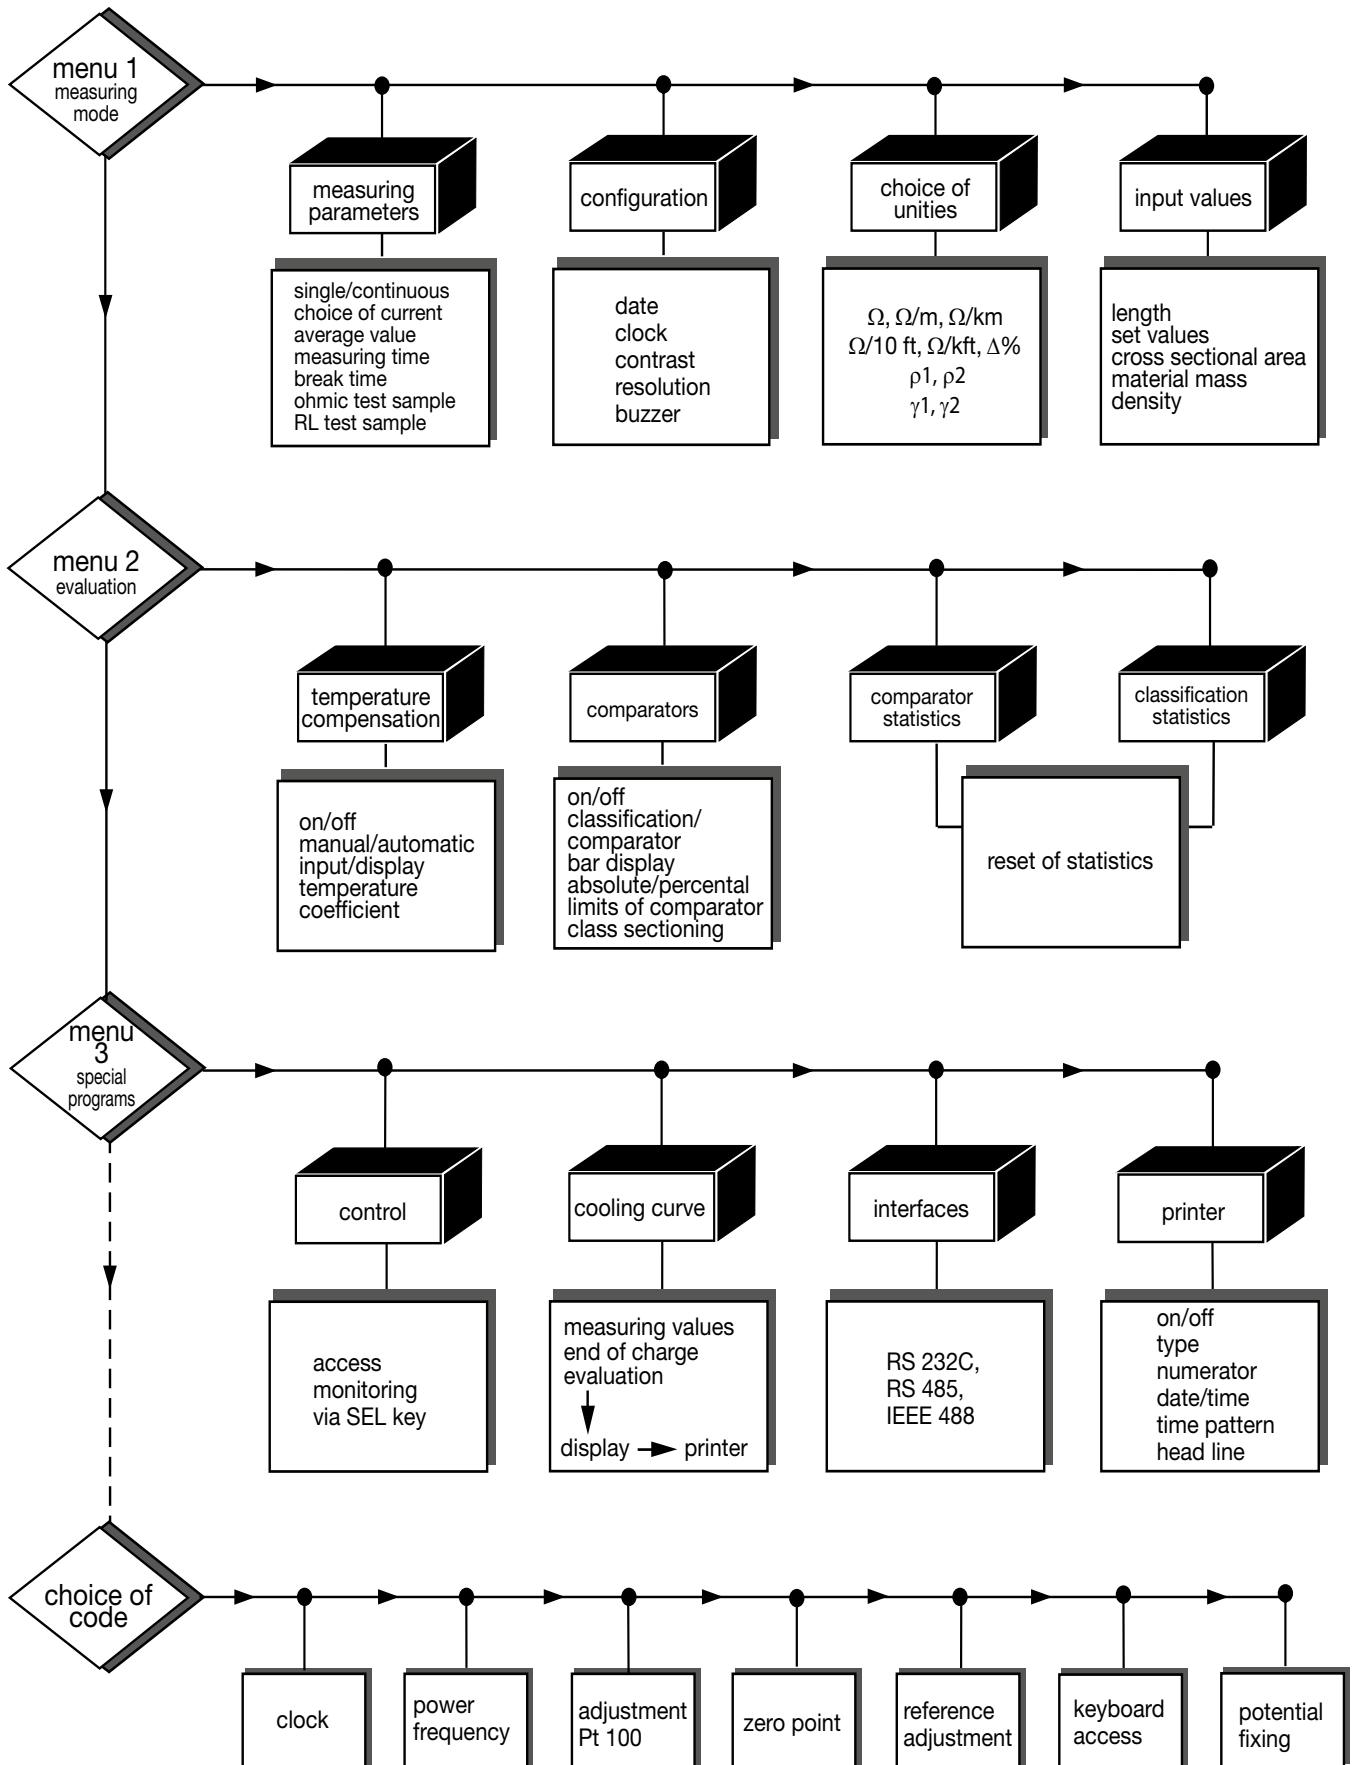 menu 1
measuring
mode
measuring
parameters
configuration
choice of
unities
input values
single/continuous
choice of current
average value
measuring time
break time
ohmic test sample
RL test sample
date
clock
contrast
resolution
buzzer
Ω, Ω/m, Ω/km
Ω/10 ft, Ω/kft, Δ%
ρ1, ρ2
γ1, γ2
length
set values
cross sectional area
material mass
density
menu 2
evaluation
temperature
compensation
comparators
comparator
statistics
classification
statistics
on/off
manual/automatic
input/display
temperature
coefficient
on/off
classification/
comparator
bar display
absolute/percental
limits of comparator
class sectioning
reset of statistics
menu
3
special
programs
control
cooling curve
interfaces
printer
access
monitoring
via SEL key
measuring values
end of charge
evaluation
display
printer
RS 232C,
RS 485,
IEEE 488
on/off
type
numerator
date/time
time pattern
head line
choice of
code
clock
power
frequency
adjustment
Pt 100
zero point
reference
adjustment
keyboard
access
potential
fixing